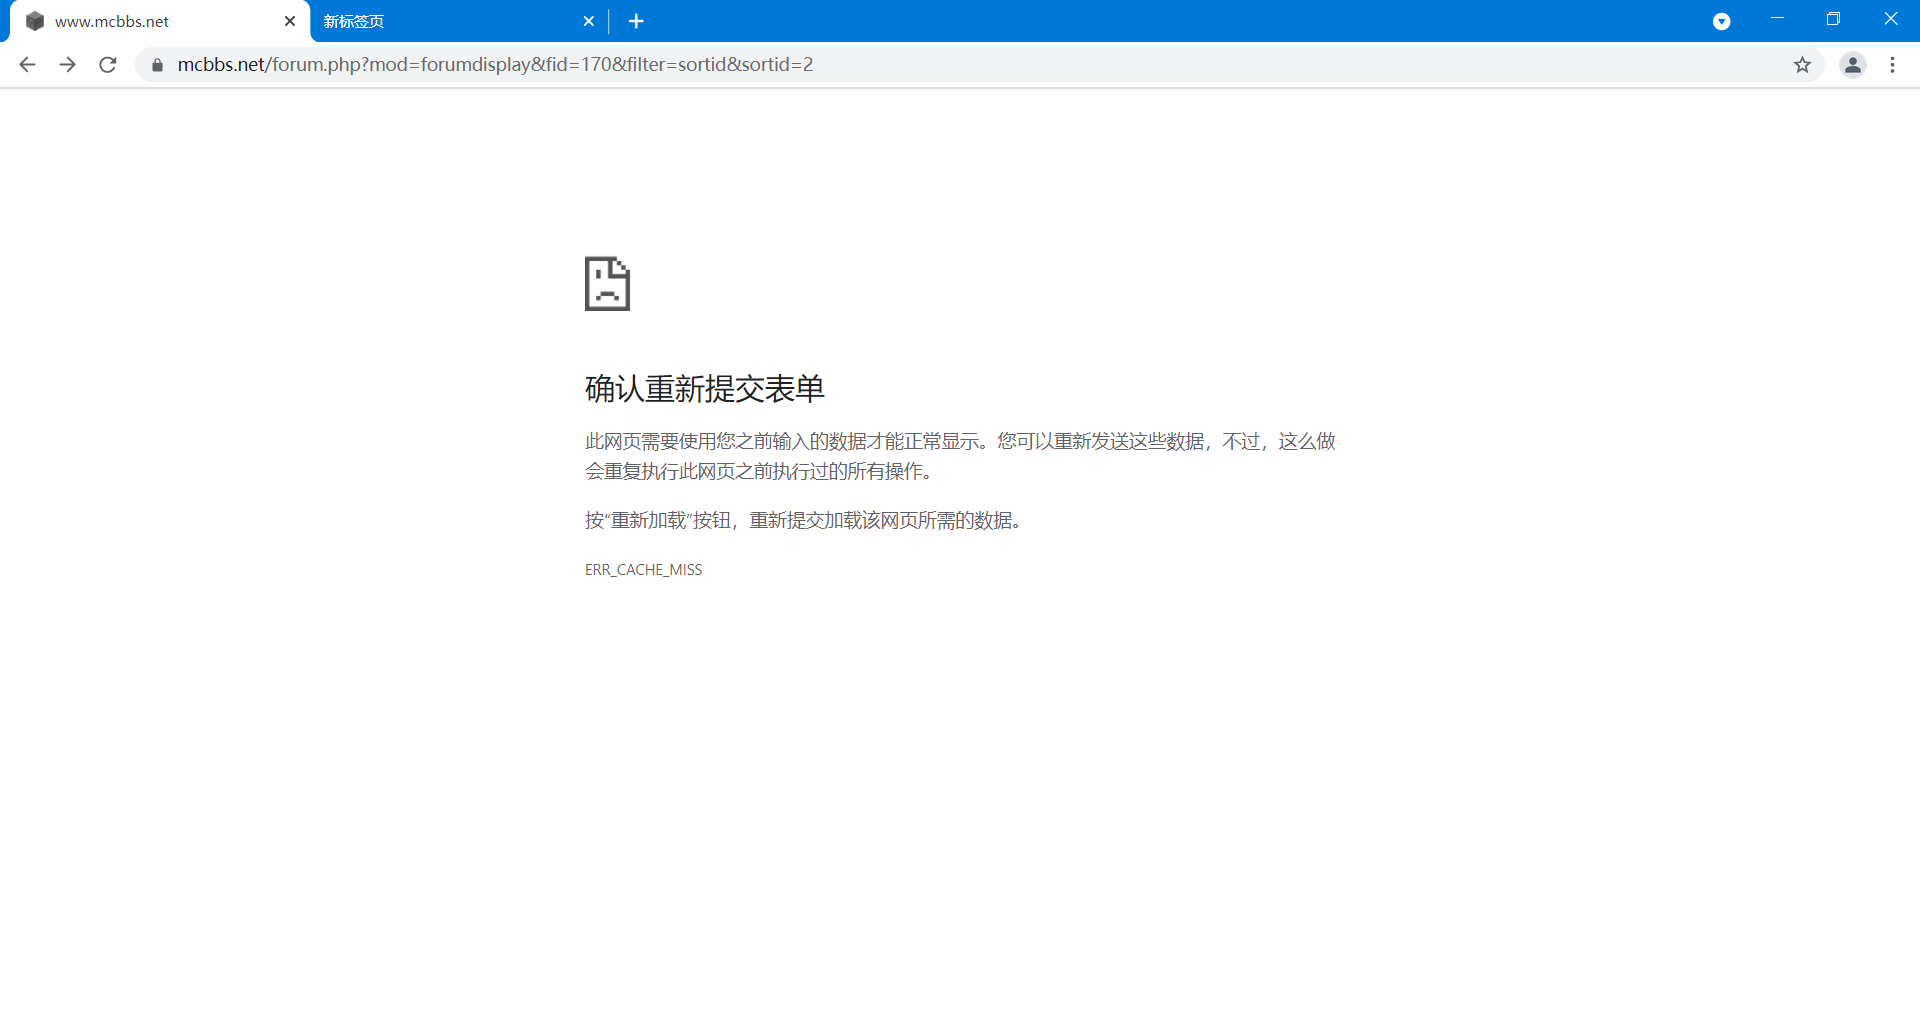 www.mcbbs.net
新标签页
mcbbs.net/forum.php?mod=forumdisplay&fid=170&filter=sortid&sortid=2
确认重新提交表单
此网页需要使用您之前输入的数据才能正常显示。您可以重新发送这些数据，不过，这么做
会重复执行此网页之前执行过的所有操作。
按“重新加载”按钮，重新提交加载该网页所需的数据。
ERR_CACHE_MISS